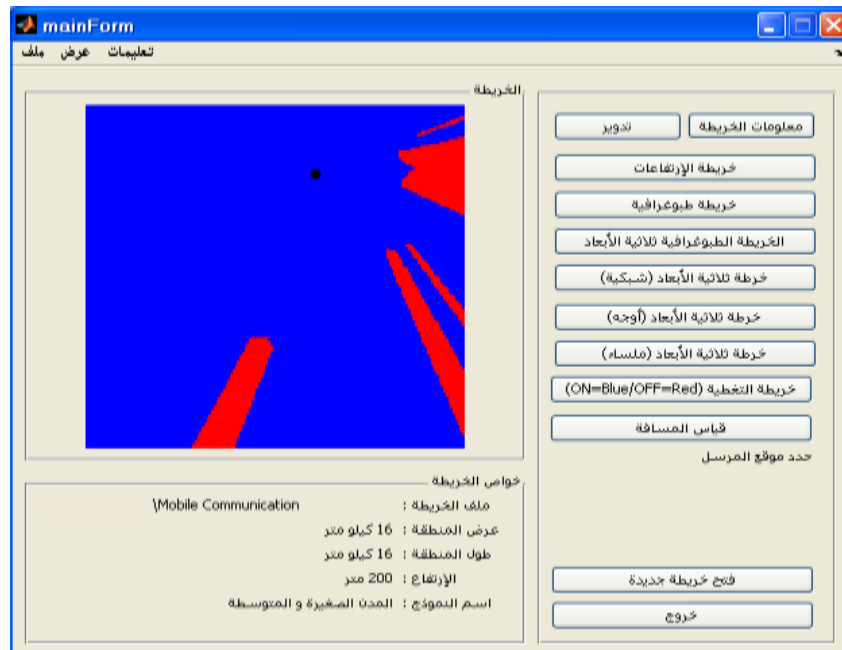 mainForm
ملف عرض تعليمات
الخريطة
معلومات الخريطة
تدوير
خريطة الإرتفاعات
خريطة طبوغرافية
الخريطة الطبوغرافية ثلاثية الأبعاد
خرطة ثلاثية الأبعاد (شبكية)
خرطة ثلاثية الأبعاد (أوجه)
خرطة ثلاثية الأبعاد (ملساء)
خريطة التغطية (ON=Blue/OFF=Red)
قياس المسافة
حدد موقع المرسل
فتح خريطة جديدة
خروج
خواص الخريطة
ملف الخريطة : \Mobile Communication
عرض المنطقة : 16 كيلو متر
طول المنطقة : 16 كيلو متر
الإرتفاع : 200 متر
اسم النموذج : المدن الصغيرة و المتوسطة